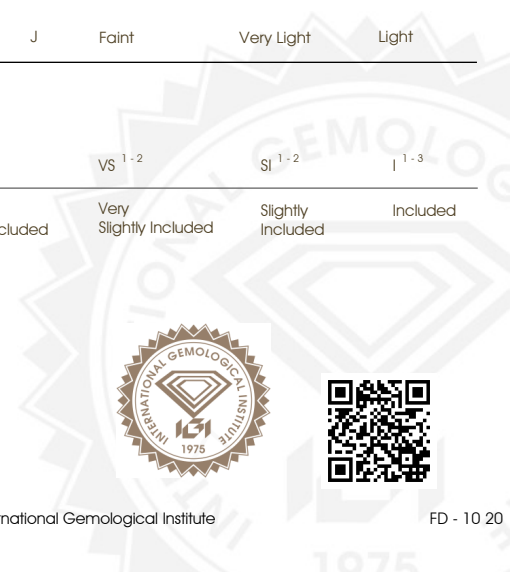 J Faint Very Light Light
VS 1 - 2 SI 1 - 2 I 1 - 3
Very Slightly Included
Slightly Included
Included
cluded
INTERNATIONAL GEMOLOGICAL INSTITUTE
IGI
1975
national Gemological Institute
FD - 10 20
1975